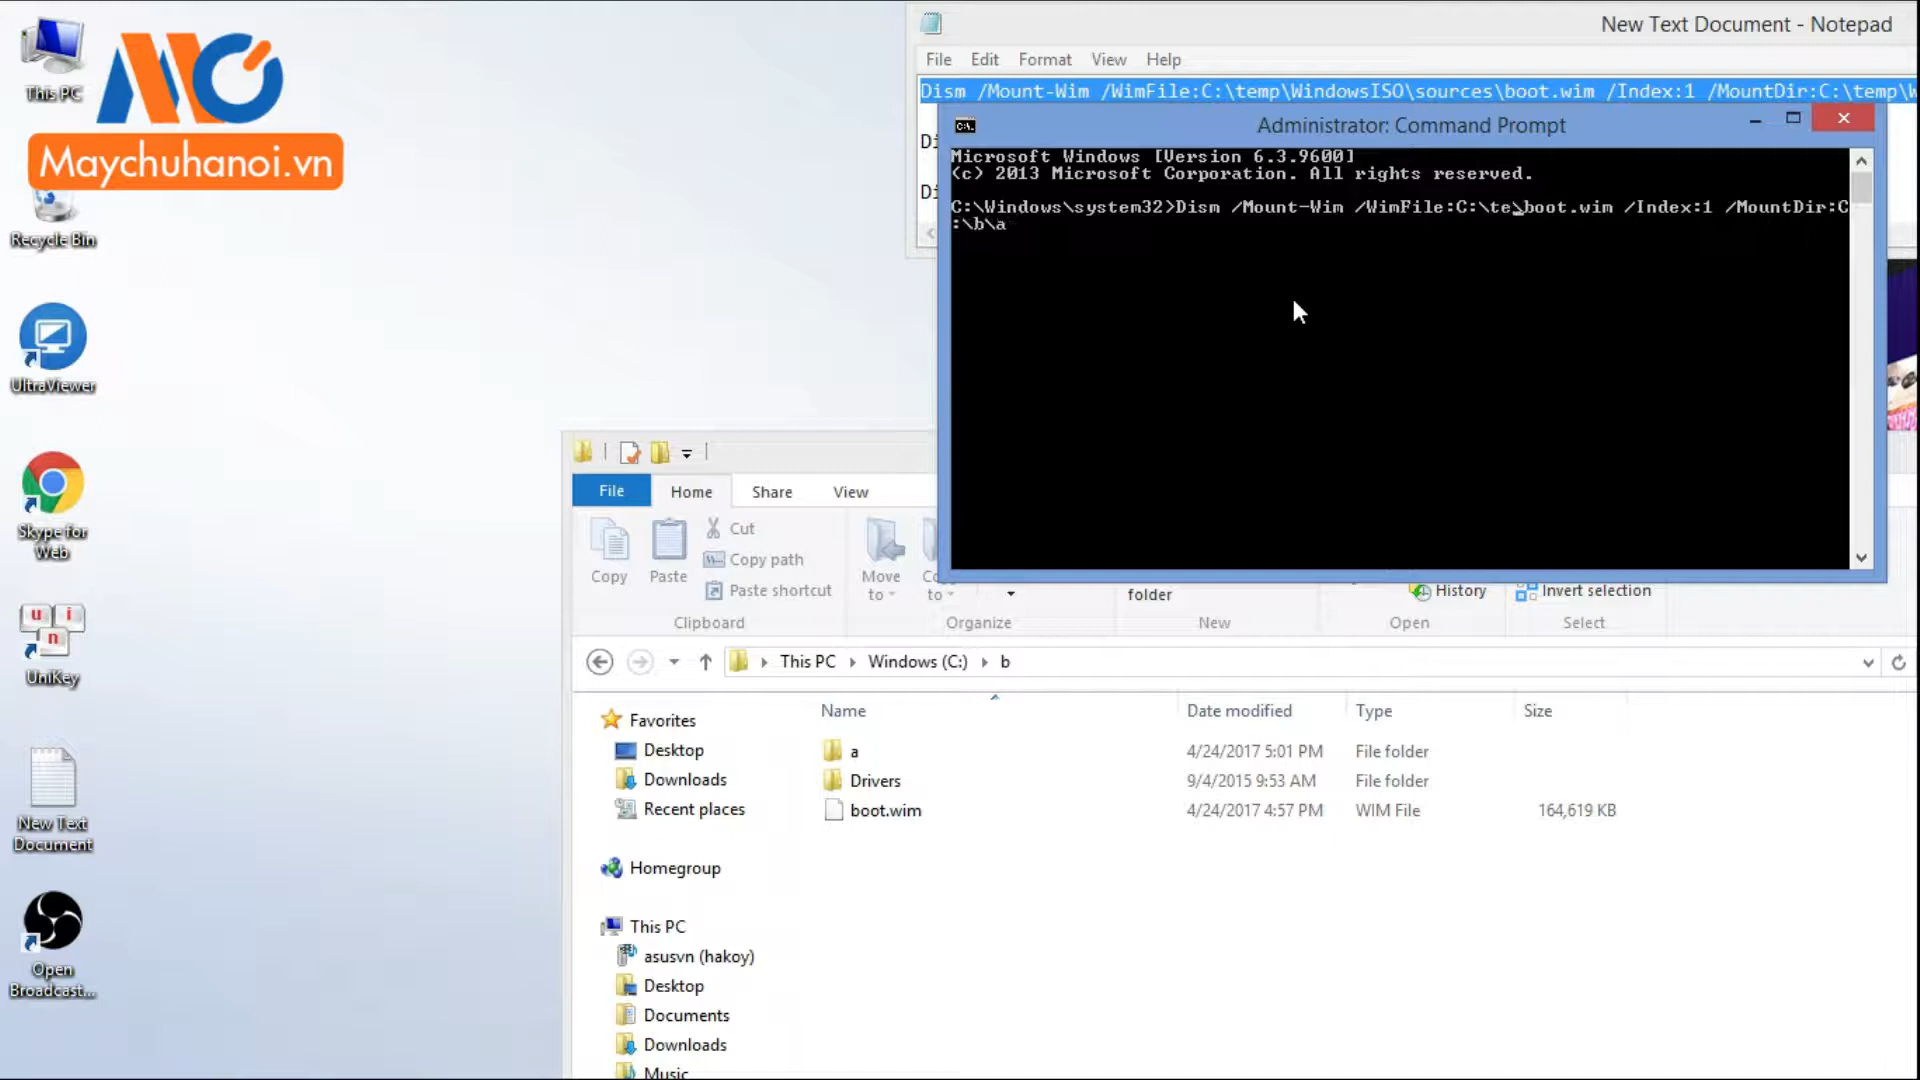 This PC
Maychuhanoi.vn
Recycle Bin
UltraViewer
Skype for
Web
u i
n
UniKey
New Text
Document
Open
Broadcast...
New Text Document - Notepad
File Edit Format View Help
Dism /Mount-Wim /WimFile:C:\temp\WindowsISO\sources\boot.wim /Index:1 /MountDir:C:\temp\W
Di
Di
C:\.
Administrator: Command Prompt
Microsoft Windows [Version 6.3.9600]
(c) 2013 Microsoft Corporation. All rights reserved.
C:\Windows\system32>Dism /Mount-Wim /WimFile:C:\te\boot.wim /Index:1 /MountDir:C
:\b\a
File Home Share View
Copy
Paste
Cut
Copy path
Paste shortcut
Move
to
Co
to
folder
History
Invert selection
Clipboard Organize New Open Select
This PC Windows (C:) b
Name Date modified Type Size
a 4/24/2017 5:01 PM File folder
Drivers 9/4/2015 9:53 AM File folder
boot.wim 4/24/2017 4:57 PM WIM File 164,619 KB
Favorites
Desktop
Downloads
Recent places
Homegroup
This PC
asusvn (hakoy)
Desktop
Documents
Downloads
Music